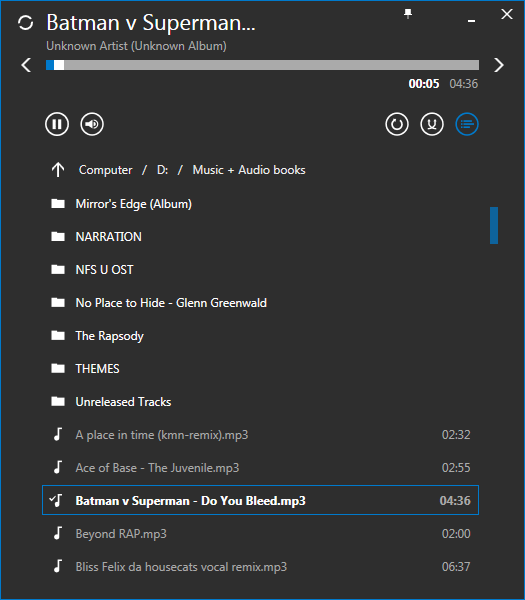 Batman v Superman...
Unknown Artist (Unknown Album)
00:05 04:36
Computer / D: / Music + Audio books
Mirror's Edge (Album)
NARRATION
NFS U OST
No Place to Hide - Glenn Greenwald
The Rapsody
THEMES
Unreleased Tracks
A place in time (kmn-remix).mp3 02:32
Ace of Base - The Juvenile.mp3 02:55
Batman v Superman - Do You Bleed.mp3 04:36
Beyond RAP.mp3 02:00
Bliss Felix da housecats vocal remix.mp3 06:37